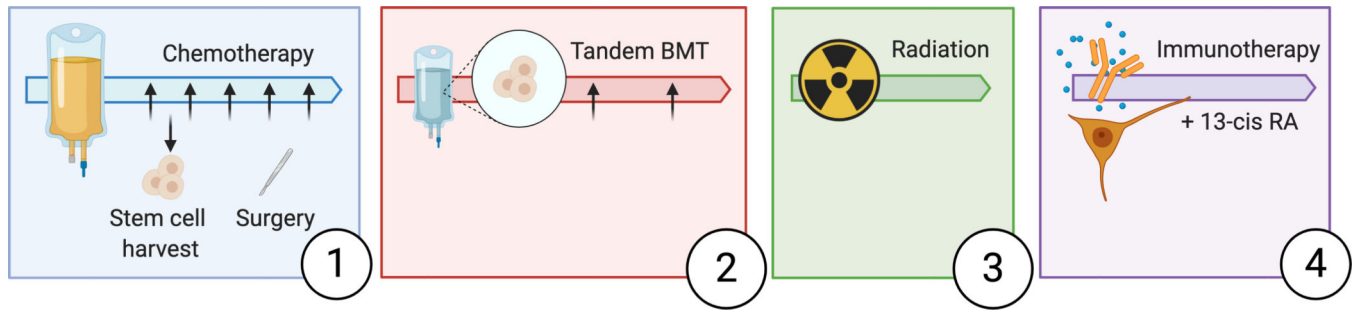 Chemotherapy
Stem cell
harvest
Surgery
1
Tandem BMT
2
Radiation
3
Immunotherapy
+ 13-cis RA
4